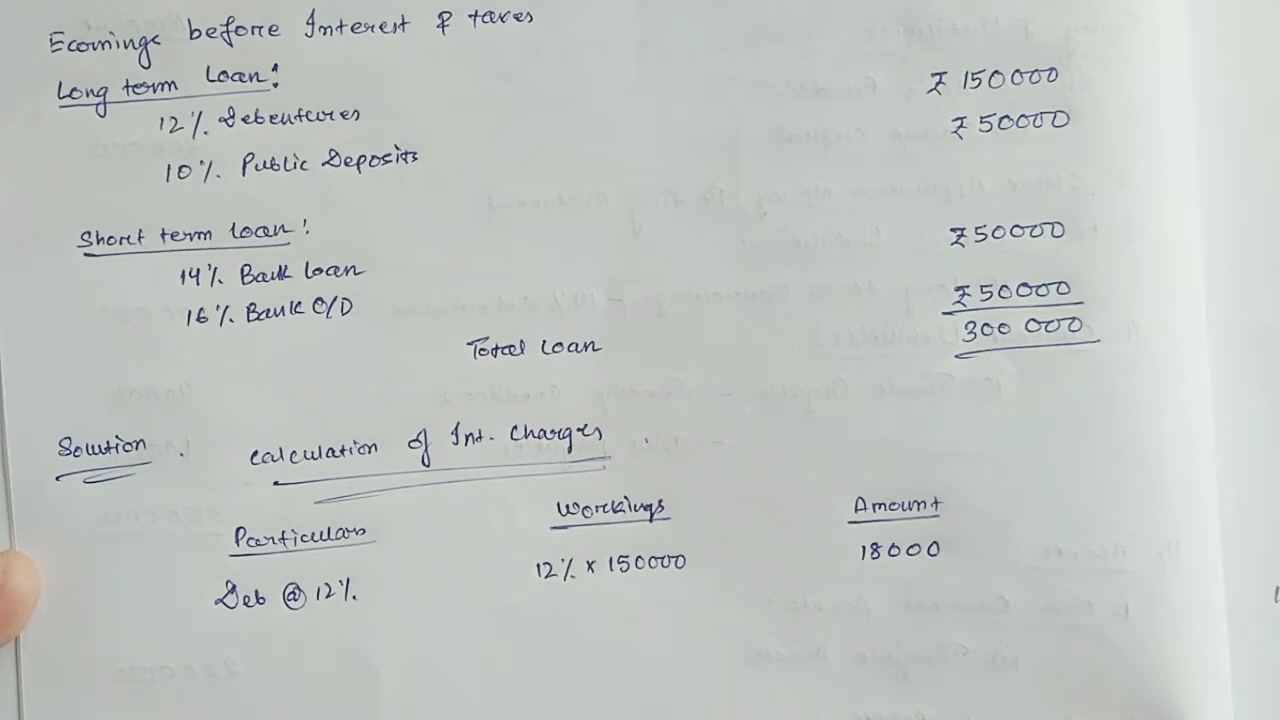 Earnings before Interest & taxes
Long term Loan:
12% Debentures ₹ 150000
10% Public Deposits ₹ 50000
Short term loan:
14% Bank loan ₹ 50000
16% Bank O/D ₹ 50000
Total Loan 300 000
Solution. Calculation of Int. Charges
Particulars Workings Amount
Deb @ 12% 12% x 150000 18000